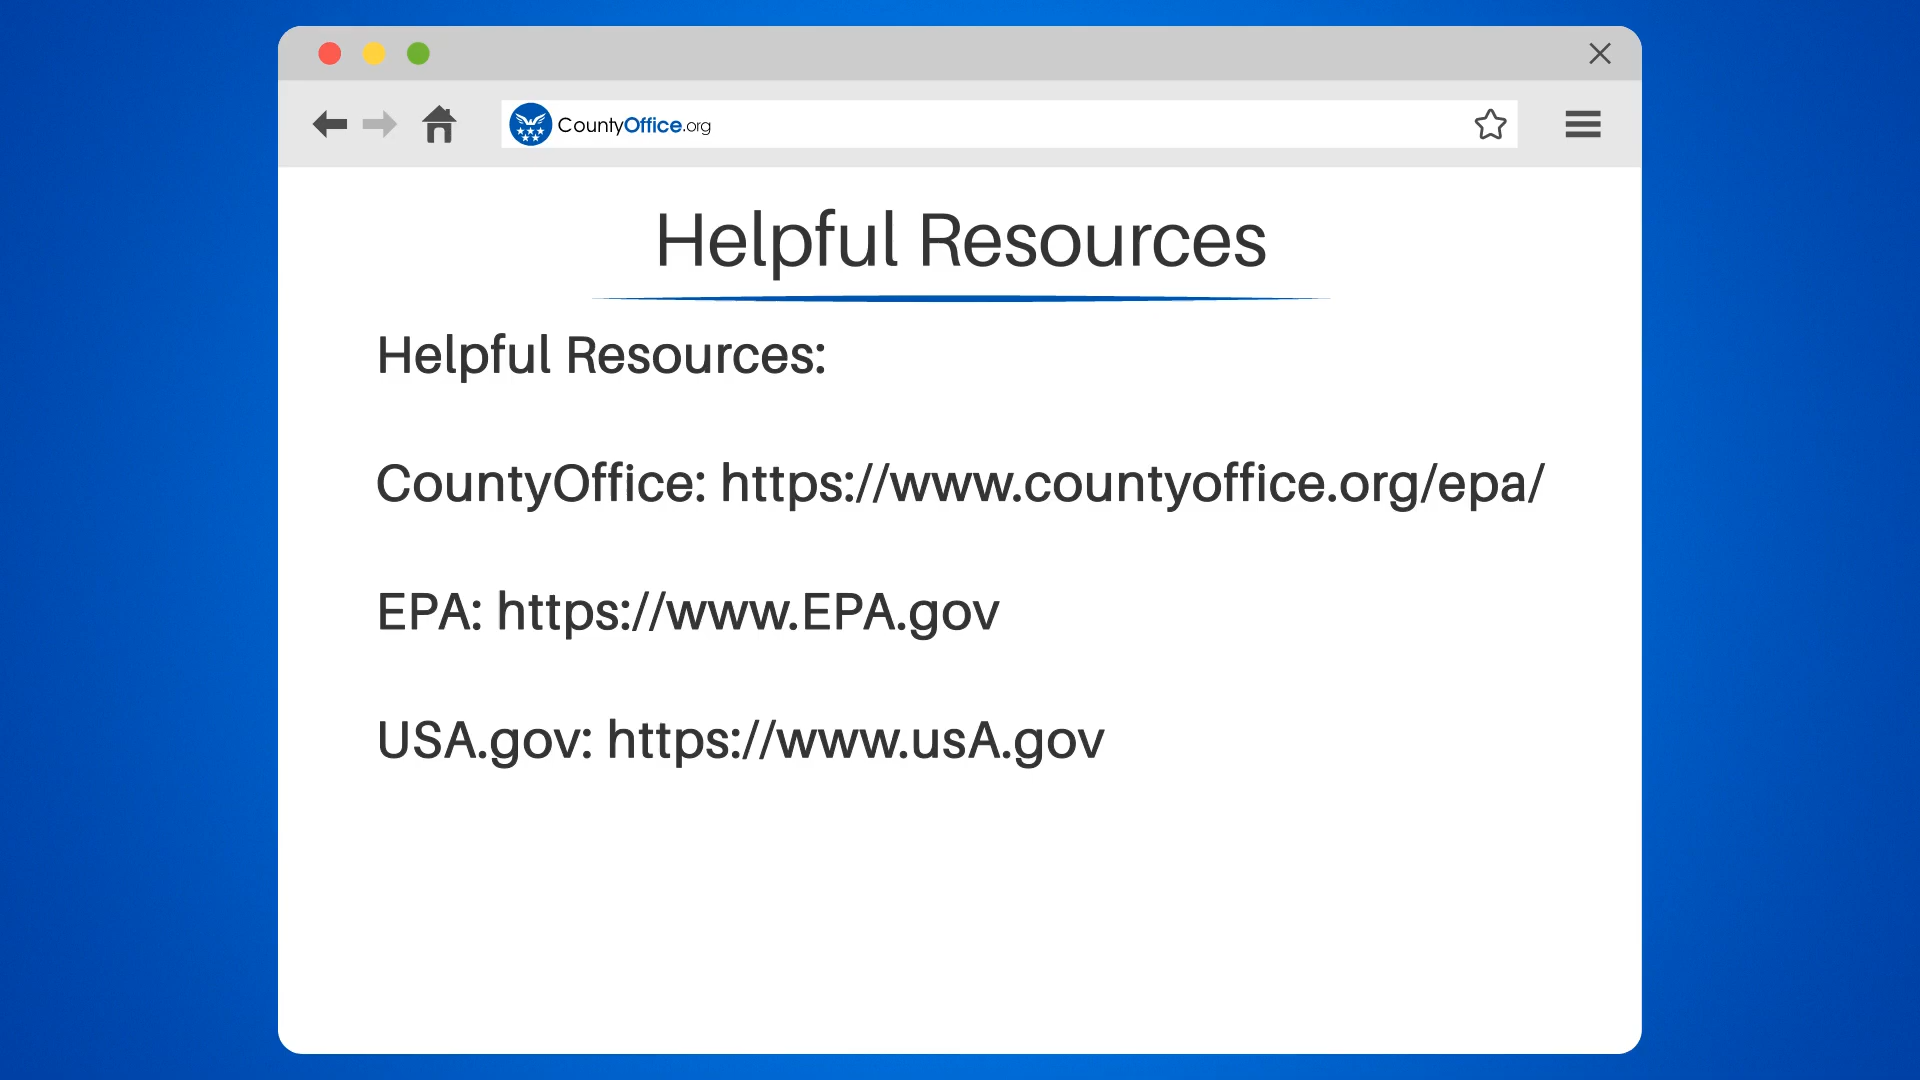 CountyOffice.org
Helpful Resources
Helpful Resources:
CountyOffice: https://www.countyoffice.org/epa/
EPA: https://www.EPA.gov
USA.gov: https://www.usA.gov